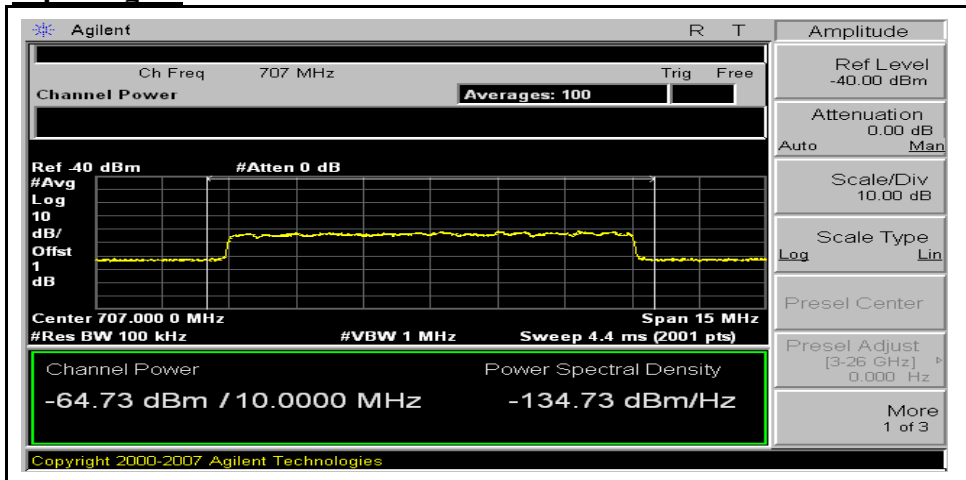 Agilent R T
Ch Freq 707 MHz Trig Free
Channel Power Averages: 100
Ref -40 dBm #Atten 0 dB
#Avg
Log
10
dB/
Offst
1
dB
Center 707.000 0 MHz Span 15 MHz
#Res BW 100 kHz #VBW 1 MHz Sweep 4.4 ms (2001 pts)
Channel Power Power Spectral Density
-64.73 dBm / 10.0000 MHz -134.73 dBm/Hz
Copyright 2000-2007 Agilent Technologies
Amplitude
Ref Level
-40.00 dBm
Attenuation
0.00 dB
Auto Man
Scale/Div
10.00 dB
Scale Type
Log Lin
Presel Center
Presel Adjust
[3-26 GHz]
0.000 Hz
More
1 of 3